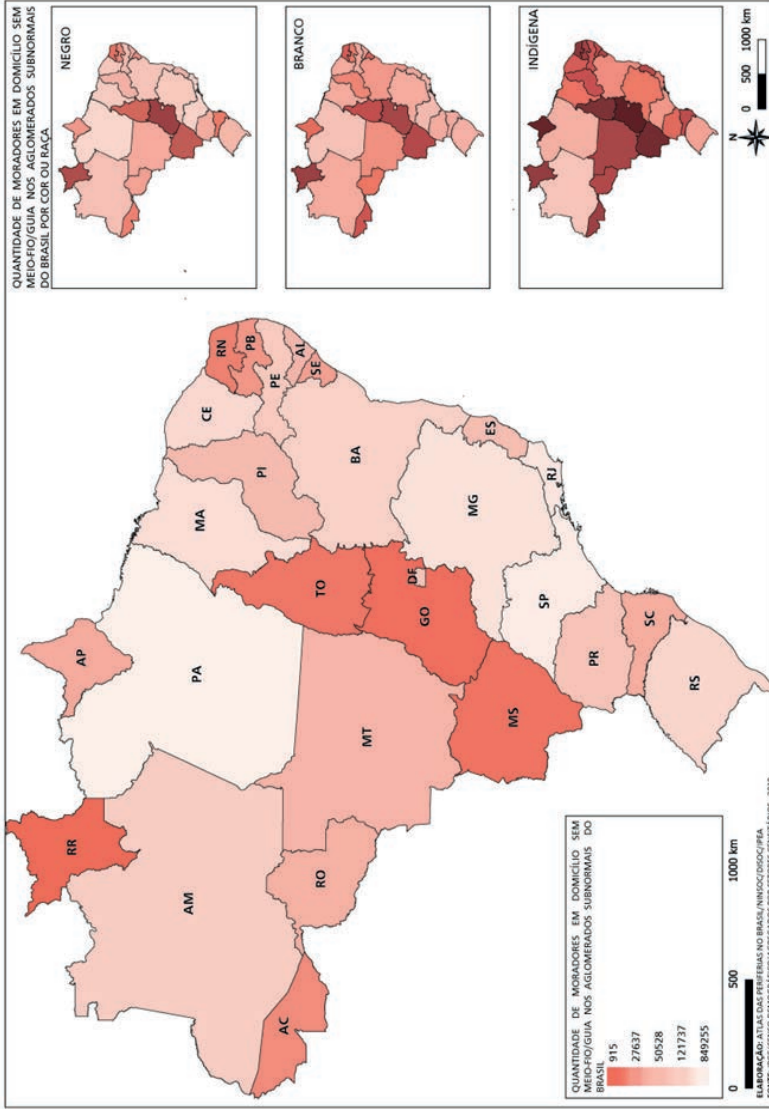 QUANTIDADE DE MORADORES EM DOMICÍLIO SEM
MEIO-FIO/GUIA NOS AGLOMERADOS SUBNORMAIS
DO BRASIL POR COR OU RAÇA
NEGRO
BRANCO
INDÍGENA
N
0 500 1000 km
RR
AP
AM
PA
MA
CE
RN
PB
PE
AL
SE
PI
BA
TO
AC
RO
MT
GO
DF
MG
ES
RJ
SP
MS
PR
SC
RS
QUANTIDADE DE MORADORES EM DOMICÍLIO SEM
MEIO-FIO/GUIA NOS AGLOMERADOS SUBNORMAIS DO
BRASIL
915
27637
50528
121737
849255
0 500 1000 km
ELABORAÇÃO: ATLAS DAS PERIFERIAS NO BRASIL/NINSOC/DISOC/IPEA